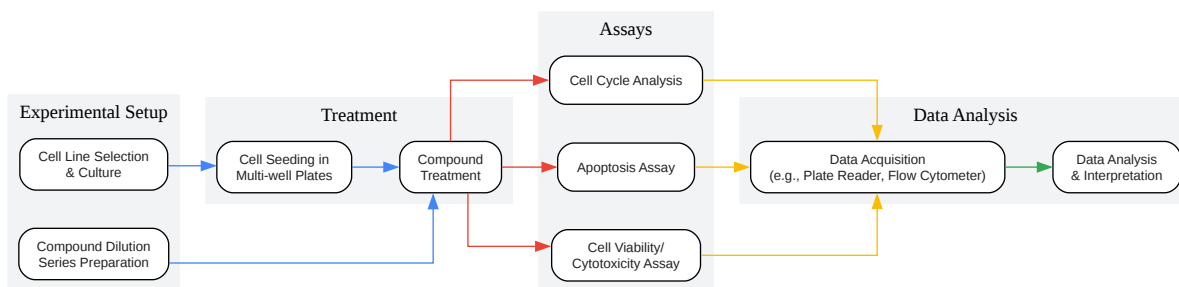 Experimental Setup
Cell Line Selection
& Culture
Compound Dilution
Series Preparation
Treatment
Cell Seeding in
Multi-well Plates
Compound
Treatment
Assays
Cell Cycle Analysis
Apoptosis Assay
Cell Viability/
Cytotoxicity Assay
Data Analysis
Data Acquisition
(e.g., Plate Reader, Flow Cytometer)
Data Analysis
& Interpretation